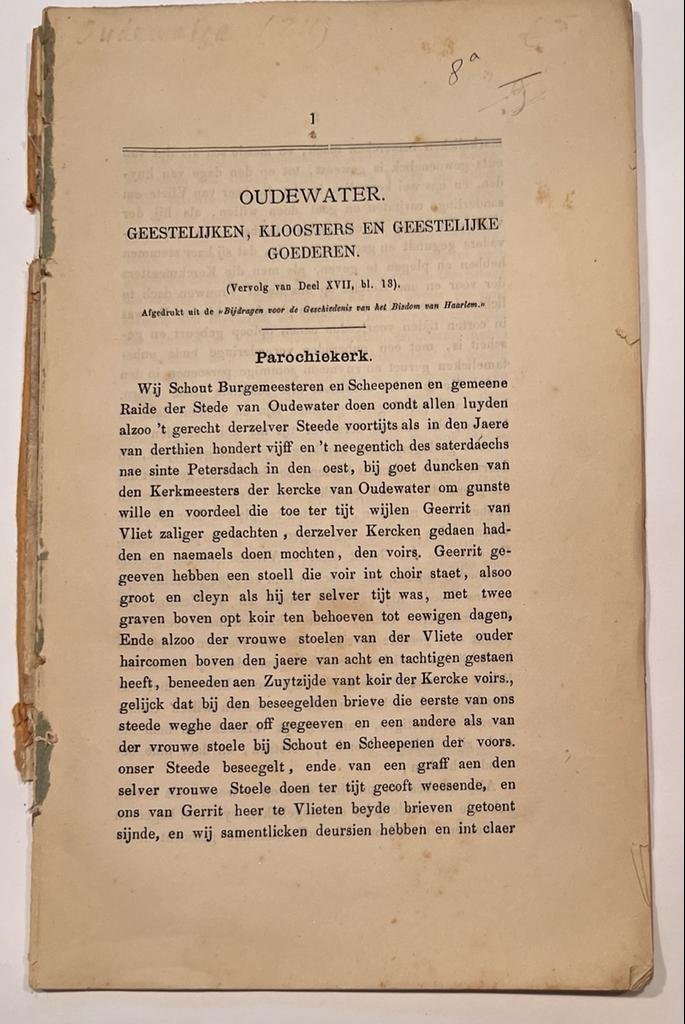 Oudewater
8a
1
OUDEWATER.
GEESTELIJKEN, KLOOSTERS EN GEESTELIJKE
GOEDEREN.
(Vervolg van Deel XVII, bl. 13).
Afgedrukt uit de »Bijdragen voor de Geschiedenis van het Bisdom van Haarlem.«
Parochiekerk.
Wij Schout Burgemeesteren en Scheepenen en gemeene
Raide der Stede van Oudewater doen condt allen luyden
alzoo 't gerecht derzelver Steede voortijts als in den Jaere
van derthien hondert vijff en 't neegentich des saterdaechs
nae sinte Petersdach in den oest, bij goet duncken van
den Kerkmeesters der kercke van Oudewater om gunste
wille en voordeel die toe ter tijt wijlen Geerrit van
Vliet zaliger gedachten, derzelver Kercken gedaen had-
den en naemaels doen mochten, den voirs. Geerrit ge-
geeven hebben een stoell die voir int choir staet, alsoo
groot en cleyn als hij ter selver tijt was, met twee
graven boven opt koir ten behoeven tot eewigen dagen,
Ende alzoo der vrouwe stoelen van der Vliete ouder
haircomen boven den jaere van acht en tachtigen gestaen
heeft, beneeden aen Zuytzijde vant koir der Kercke voirs.,
gelijck dat bij den beseegelden brieve die eerste van ons
steede weghe daer off gegeeven en een andere als van
der vrouwe stoele bij Schout en Scheepenen der voors.
onser Steede beseegelt, ende van een graff aen den
selver vrouwe Stoele doen ter tijt gecoft weesende, en
ons van Gerrit heer te Vlieten beyde brieven getoent
sijnde, en wij samentlicken deursien hebben en int claer